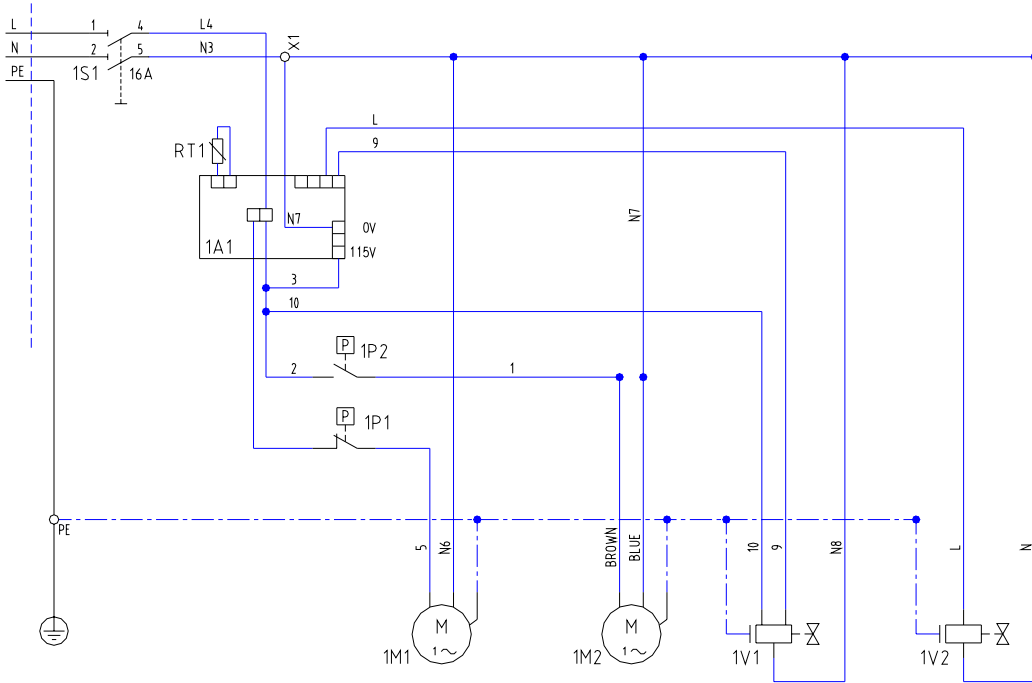 L 1 4 L4
N 2 5 N3 X1
PE 1S1 16A
L
9
RT1
N7 0V N7
1A1 115V
3
10
P 1P2
2 1
P 1P1
PE
5 N6 BROWN BLUE 10 9 N8 L N
M M
1~ 1~
1M1 1M2 1V1 1V2